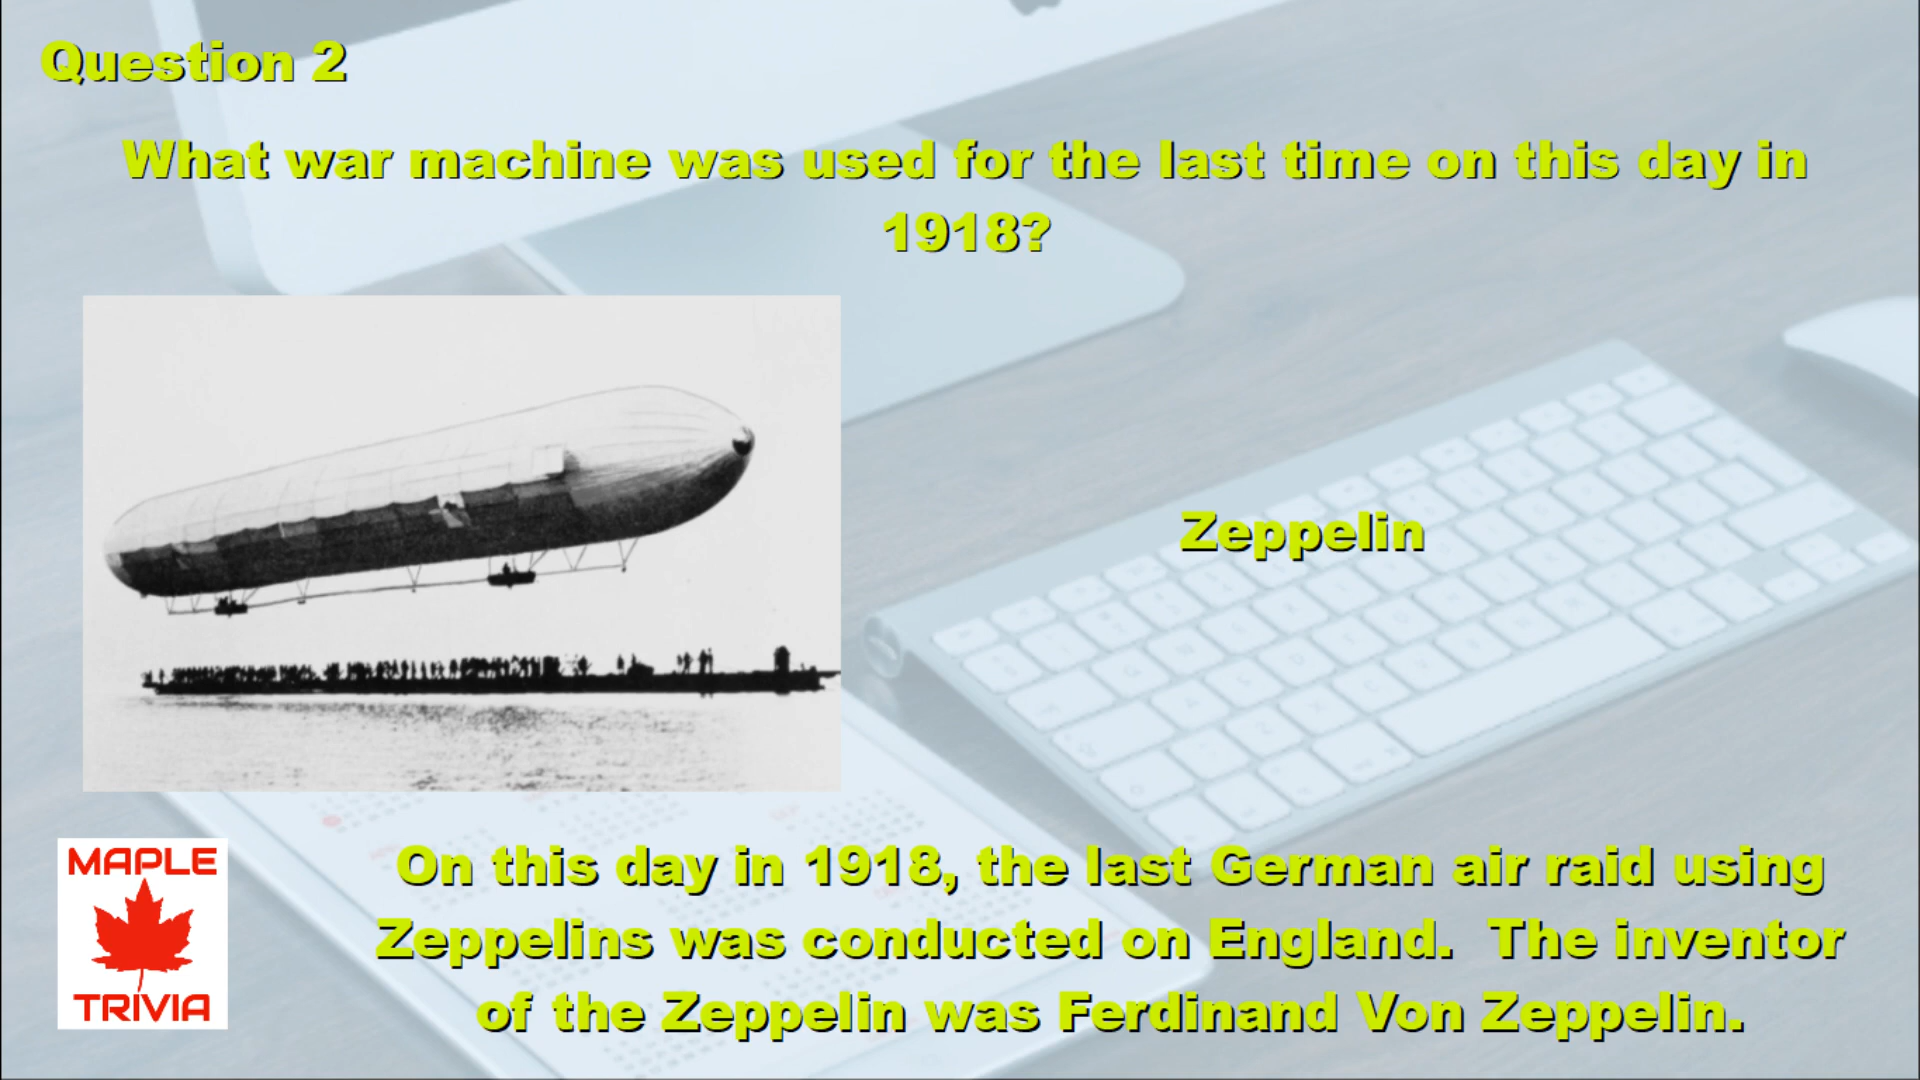 Question 2
What war machine was used for the last time on this day in
1918?
Zeppelin
MAPLE
TRIVIA
On this day in 1918, the last German air raid using
Zeppelins was conducted on England.  The inventor
of the Zeppelin was Ferdinand Von Zeppelin.